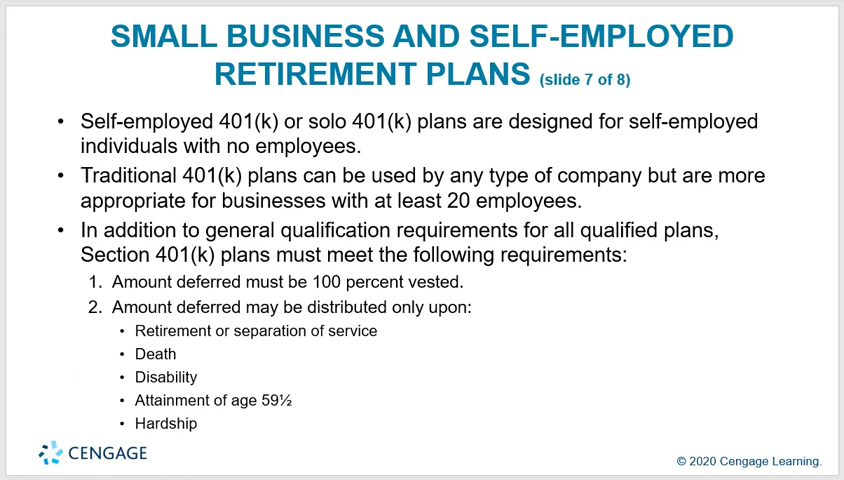 SMALL BUSINESS AND SELF-EMPLOYED
RETIREMENT PLANS (slide 7 of 8)
• Self-employed 401(k) or solo 401(k) plans are designed for self-employed
individuals with no employees.
• Traditional 401(k) plans can be used by any type of company but are more
appropriate for businesses with at least 20 employees.
• In addition to general qualification requirements for all qualified plans,
Section 401(k) plans must meet the following requirements:
1. Amount deferred must be 100 percent vested.
2. Amount deferred may be distributed only upon:
• Retirement or separation of service
• Death
• Disability
• Attainment of age 59½
• Hardship
CENGAGE
© 2020 Cengage Learning.